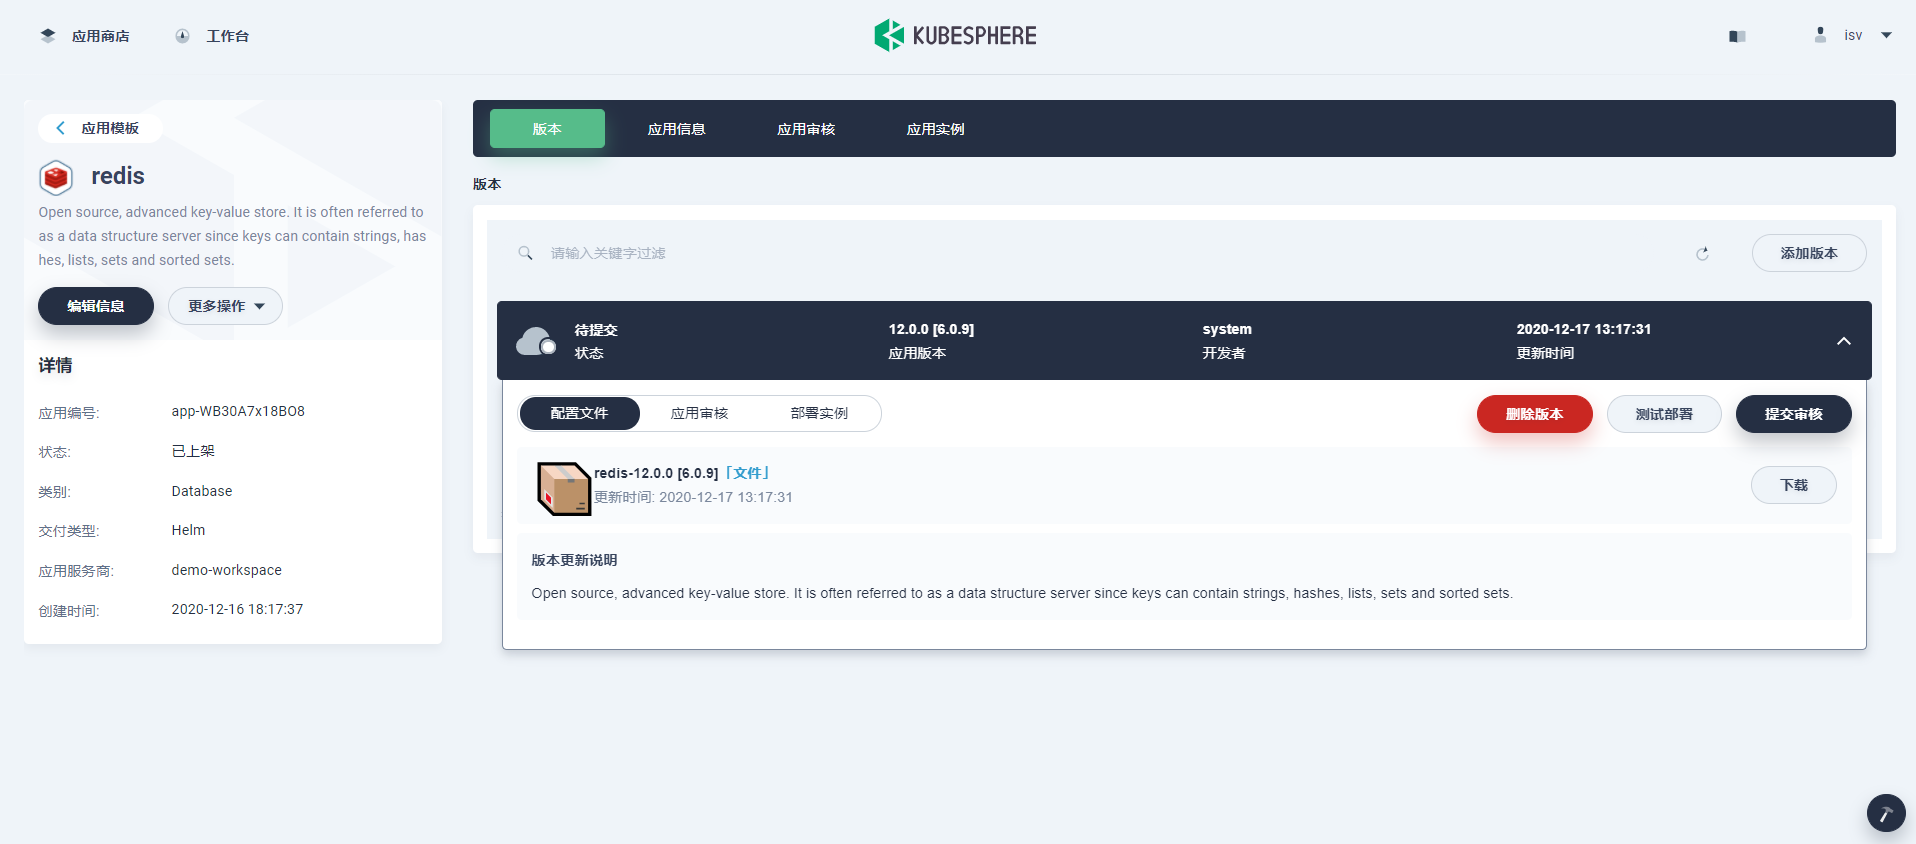 应用商店
工作台
KUBESPHERE
isv
应用模板
redis
Open source, advanced key-value store. It is often referred to
as a data structure server since keys can contain strings, has
hes, lists, sets and sorted sets.
编辑信息
更多操作
详情
应用编号: app-WB30A7x18BO8
状态: 已上架
类别: Database
交付类型: Helm
应用服务商: demo-workspace
创建时间: 2020-12-16 18:17:37
版本 应用信息 应用审核 应用实例
版本
请输入关键字过滤
添加版本
待提交 12.0.0 [6.0.9] system 2020-12-17 13:17:31
状态 应用版本 开发者 更新时间
配置文件 应用审核 部署实例
删除版本 测试部署 提交审核
redis-12.0.0 [6.0.9] 「文件」
更新时间: 2020-12-17 13:17:31
下载
版本更新说明
Open source, advanced key-value store. It is often referred to as a data structure server since keys can contain strings, hashes, lists, sets and sorted sets.